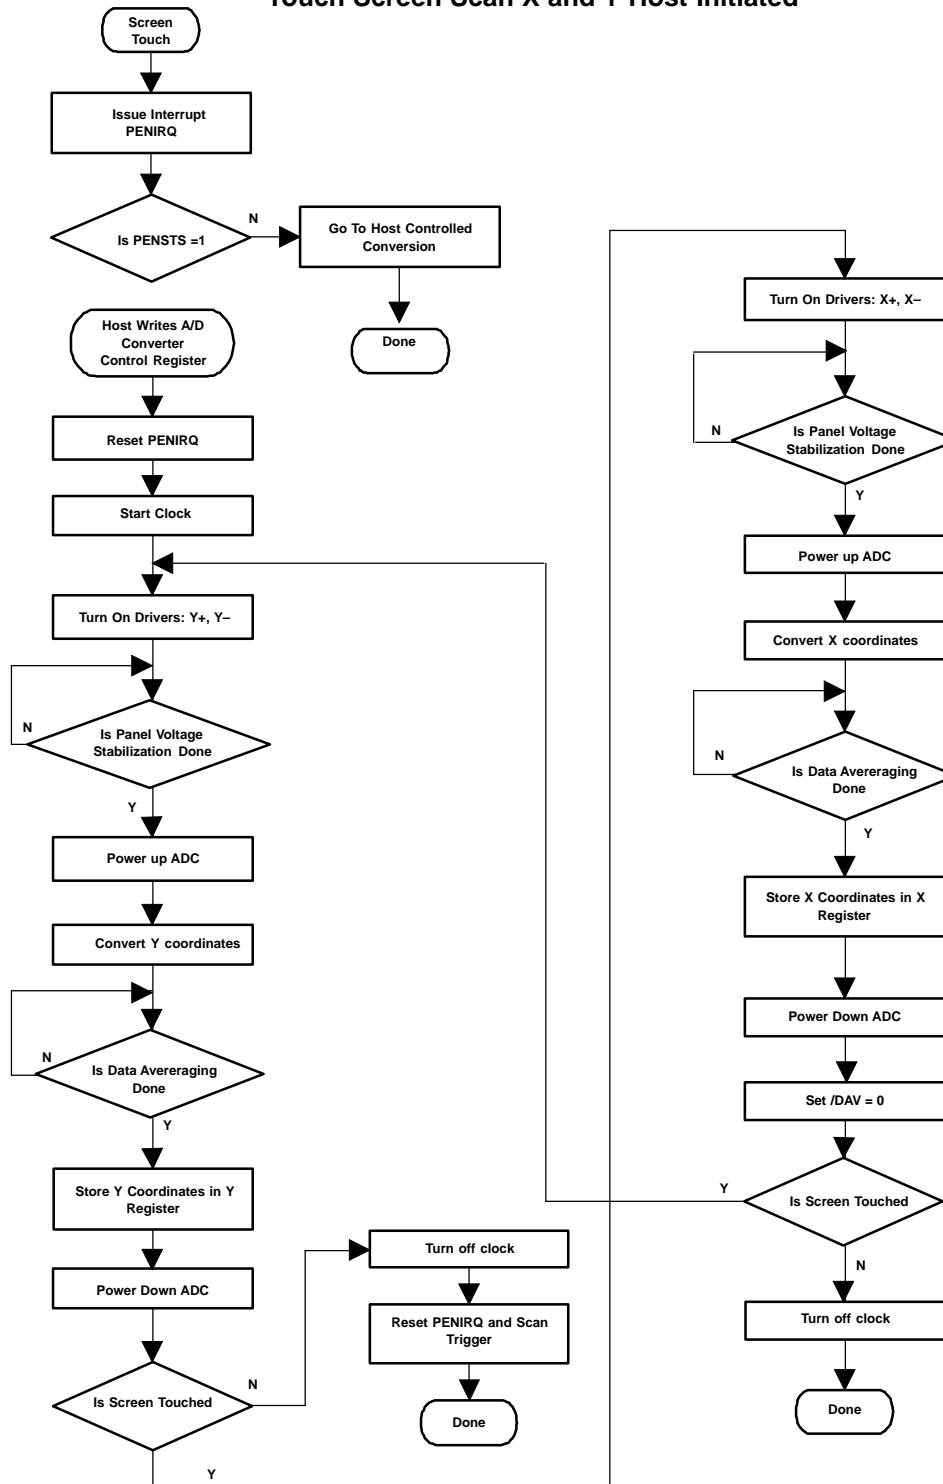 Touch Screen Scan X and Y Host Initiated
Screen
Touch
Issue Interrupt
PENIRQ
Is PENSTS =1
N
Go To Host Controlled
Conversion
Done
Host Writes A/D
Converter
Control Register
Reset PENIRQ
Start Clock
Turn On Drivers: Y+, Y–
N
Is Panel Voltage
Stabilization Done
Y
Power up ADC
Convert Y coordinates
N
Is Data Avereraging
Done
Y
Store Y Coordinates in Y
Register
Power Down ADC
Is Screen Touched
N
Y
Turn off clock
Reset PENIRQ and Scan
Trigger
Done
Turn On Drivers: X+, X–
N
Is Panel Voltage
Stabilization Done
Y
Power up ADC
Convert X coordinates
N
Is Data Avereraging
Done
Y
Store X Coordinates in X
Register
Power Down ADC
Set /DAV = 0
Y
Is Screen Touched
N
Turn off clock
Done